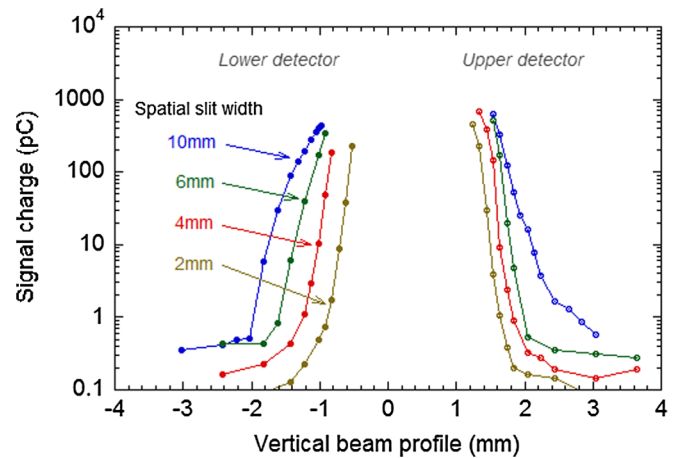 10⁴
Lower detector
Upper detector
1000
Spatial slit width
10mm
100
6mm
4mm
10
2mm
1
0.1
Signal charge (pC)
-4 -3 -2 -1 0 1 2 3 4
Vertical beam profile (mm)